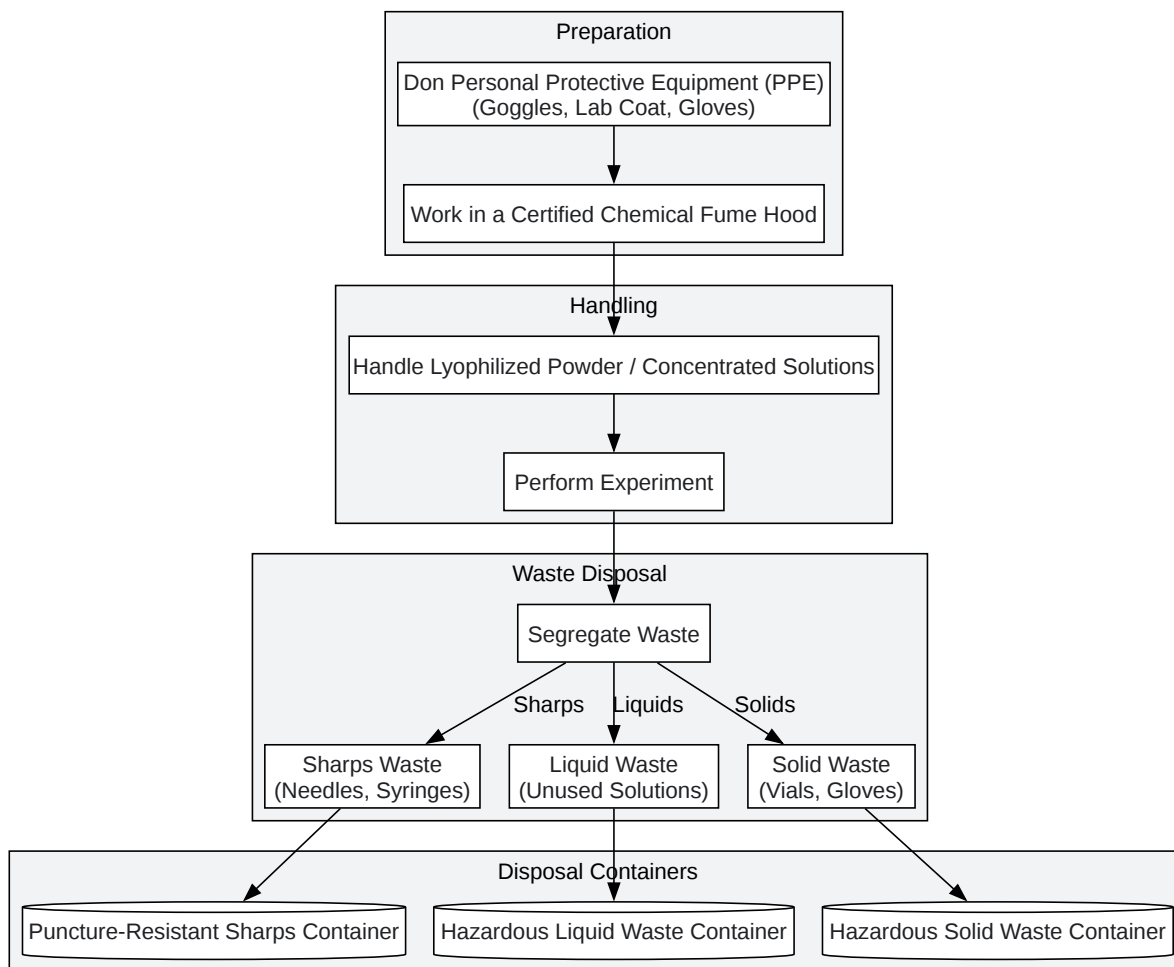 Preparation
Don Personal Protective Equipment (PPE)
(Goggles, Lab Coat, Gloves)
Work in a Certified Chemical Fume Hood
Handling
Handle Lyophilized Powder / Concentrated Solutions
Perform Experiment
Waste Disposal
Segregate Waste
Sharps
Liquids
Solids
Sharps Waste
(Needles, Syringes)
Liquid Waste
(Unused Solutions)
Solid Waste
(Vials, Gloves)
Disposal Containers
Puncture-Resistant Sharps Container
Hazardous Liquid Waste Container
Hazardous Solid Waste Container